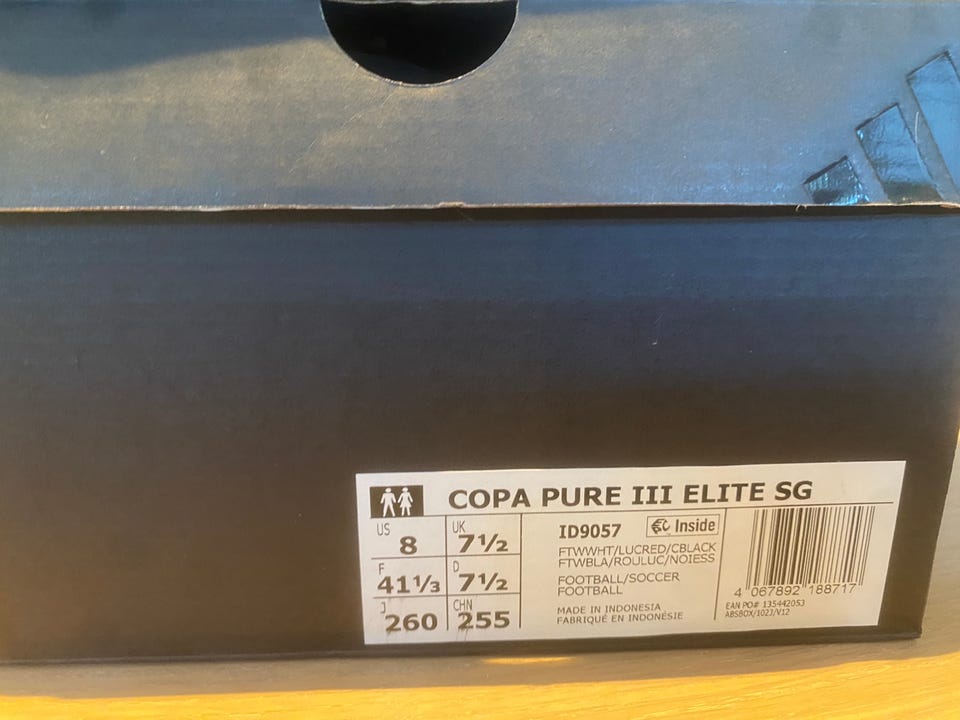 COPA PURE III ELITE SG
US 8 UK 7½
F 41⅓ D 7½
J 260 CHN 255
ID9057
Inside
FTWWHT/LUCRED/CBLACK
FTWBLA/ROULUC/NOIESS
FOOTBALL/SOCCER
FOOTBALL
MADE IN INDONESIA
FABRIQUÉ EN INDONÉSIE
4 067892 188717
EAN PO# 135442053
ABSBOX/1023/V12